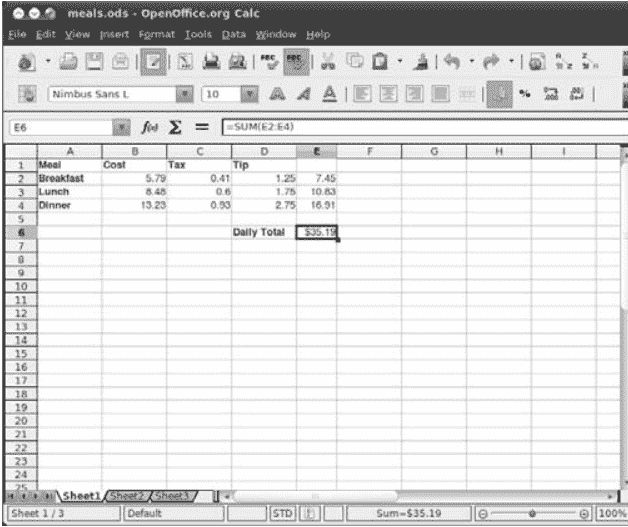 meals.ods - OpenOffice.org Calc
File Edit View Insert Format Tools Data Window Help
ABC ABC
Nimbus Sans L 10 A A A %
E6 f(x) Σ = =SUM(E2:E4)
A B C D E F G H I
1 Meal Cost Tax Tip
2 Breakfast 5.79 0.41 1.25 7.45
3 Lunch 8.48 0.6 1.75 10.83
4 Dinner 13.23 0.93 2.75 16.91
5
6 Daily Total $35.19
7
8
9
10
11
12
13
14
15
16
17
18
19
20
21
22
23
24
25
Sheet1 Sheet2 Sheet3
Sheet 1 / 3 Default STD Sum=$35.19 100%